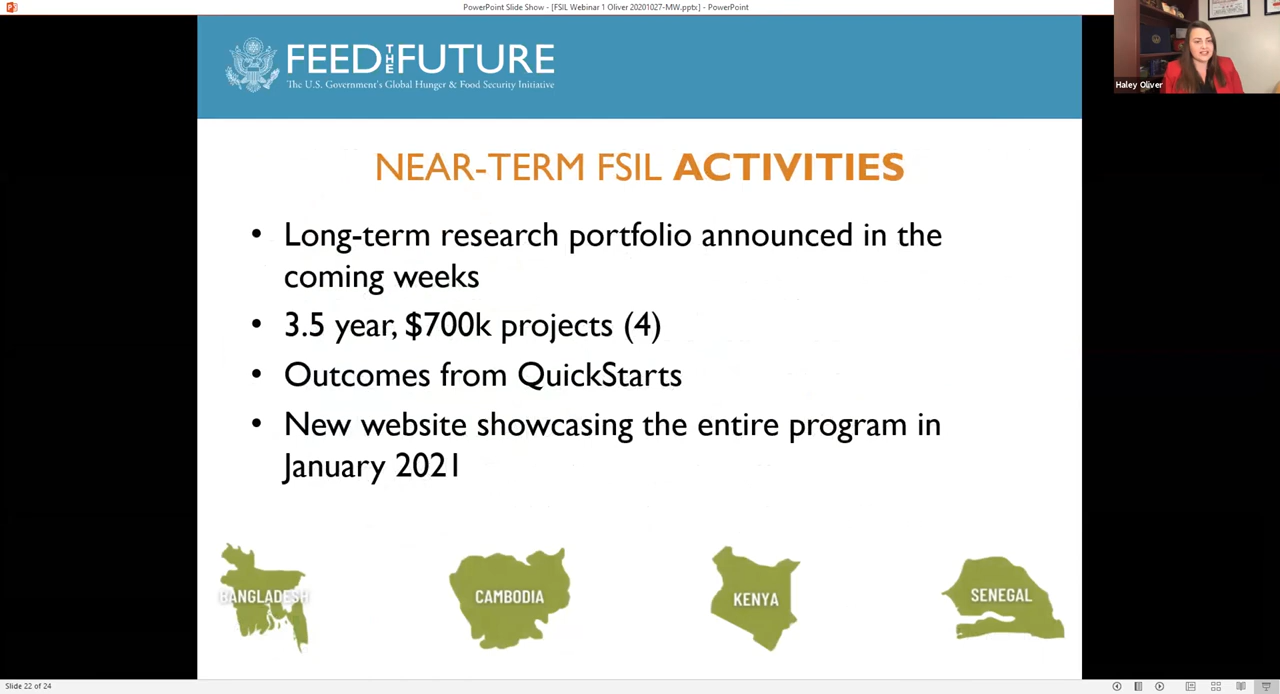 PowerPoint Slide Show - [FSIL Webinar 1 Oliver 20201027-MW.pptx] - PowerPoint
FEED THE FUTURE
The U.S. Government's Global Hunger & Food Security Initiative
Haley Oliver
NEAR-TERM FSIL ACTIVITIES
• Long-term research portfolio announced in the
coming weeks
• 3.5 year, $700k projects (4)
• Outcomes from QuickStarts
• New website showcasing the entire program in
January 2021
BANGLADESH
CAMBODIA
KENYA
SENEGAL
Slide 22 of 24